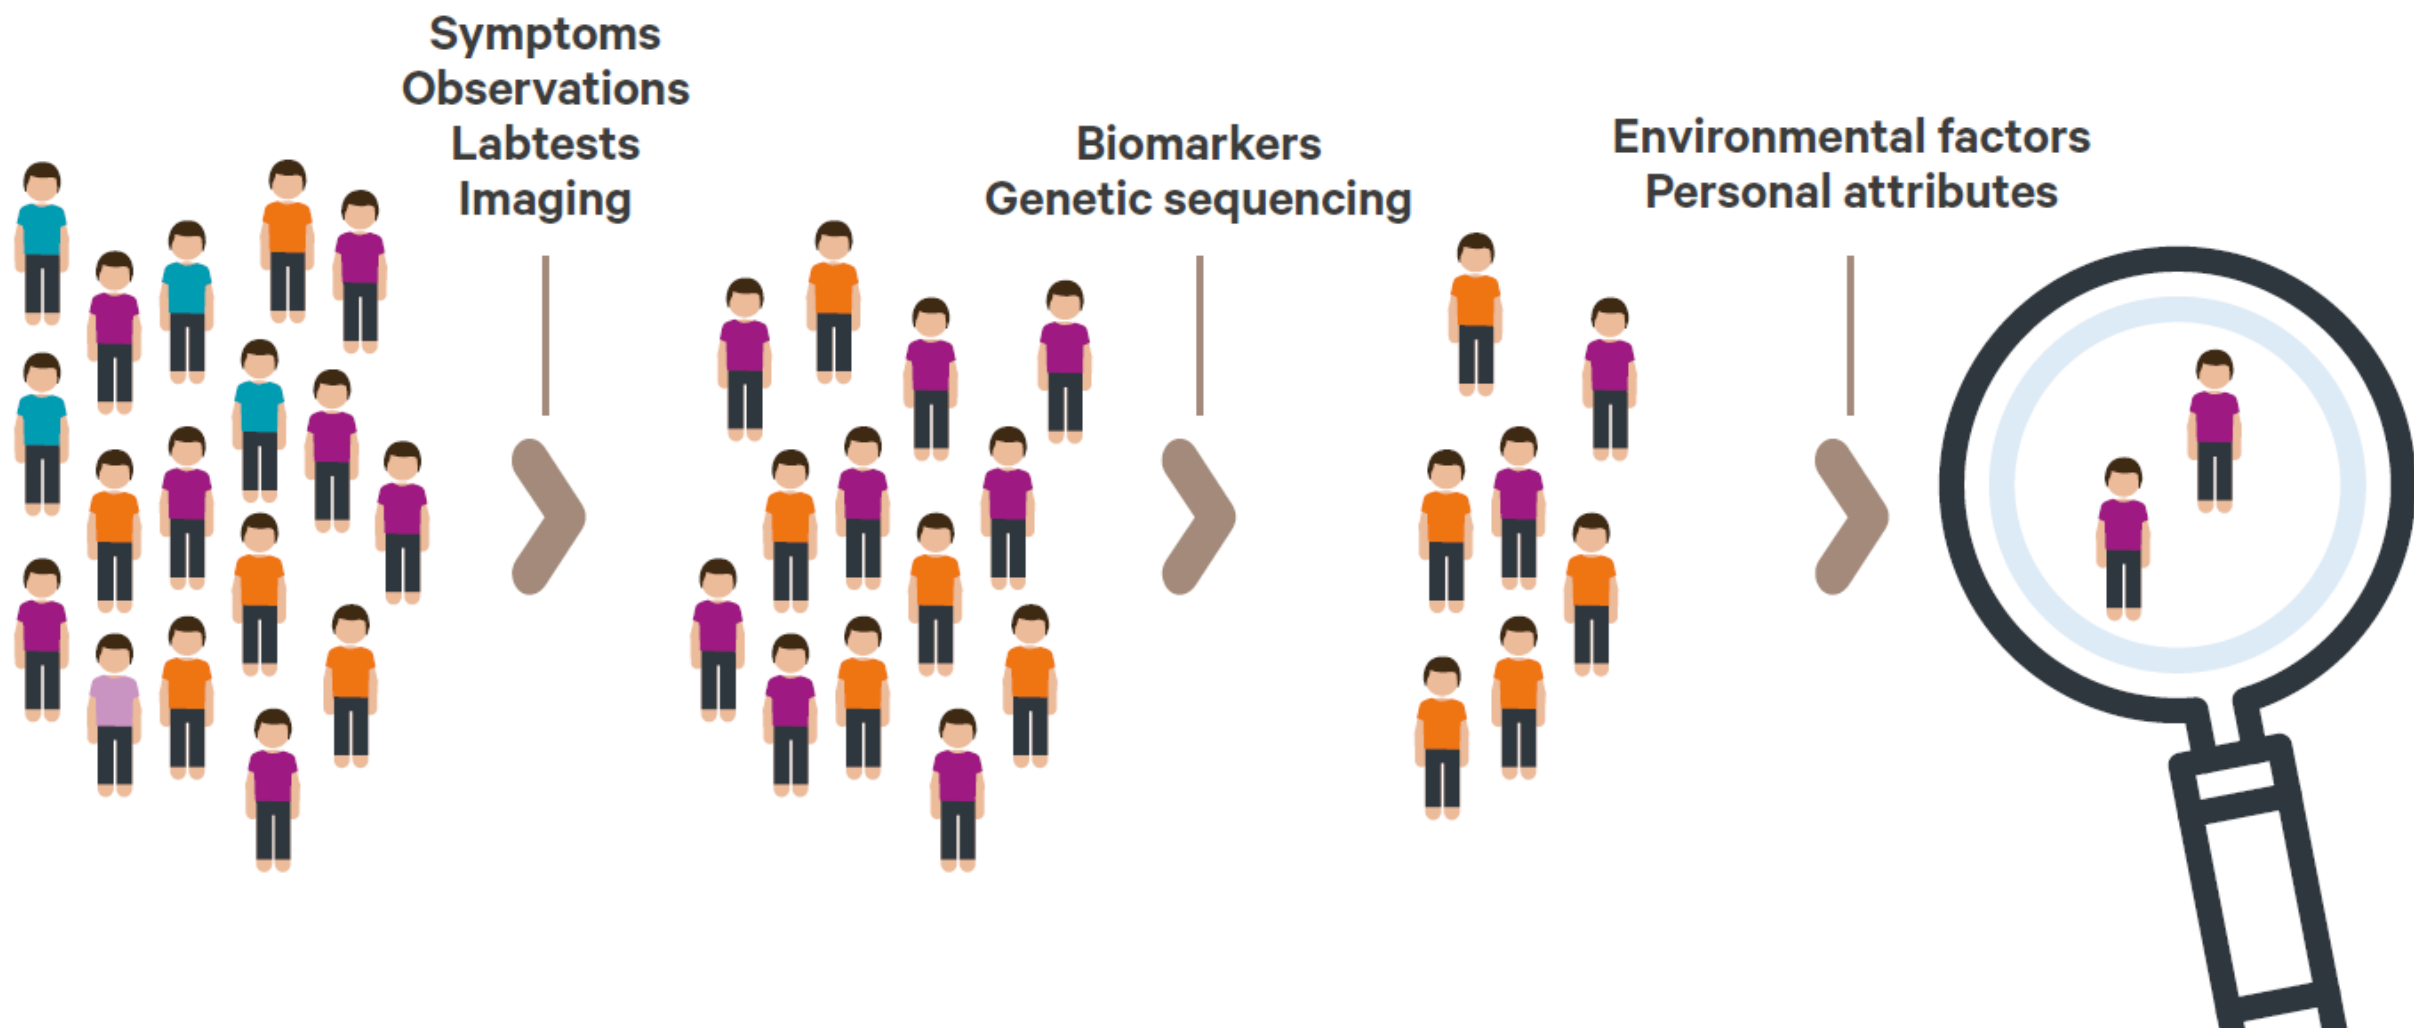 Symptoms
Observations
Labtests
Imaging
Biomarkers
Genetic sequencing
Environmental factors
Personal attributes